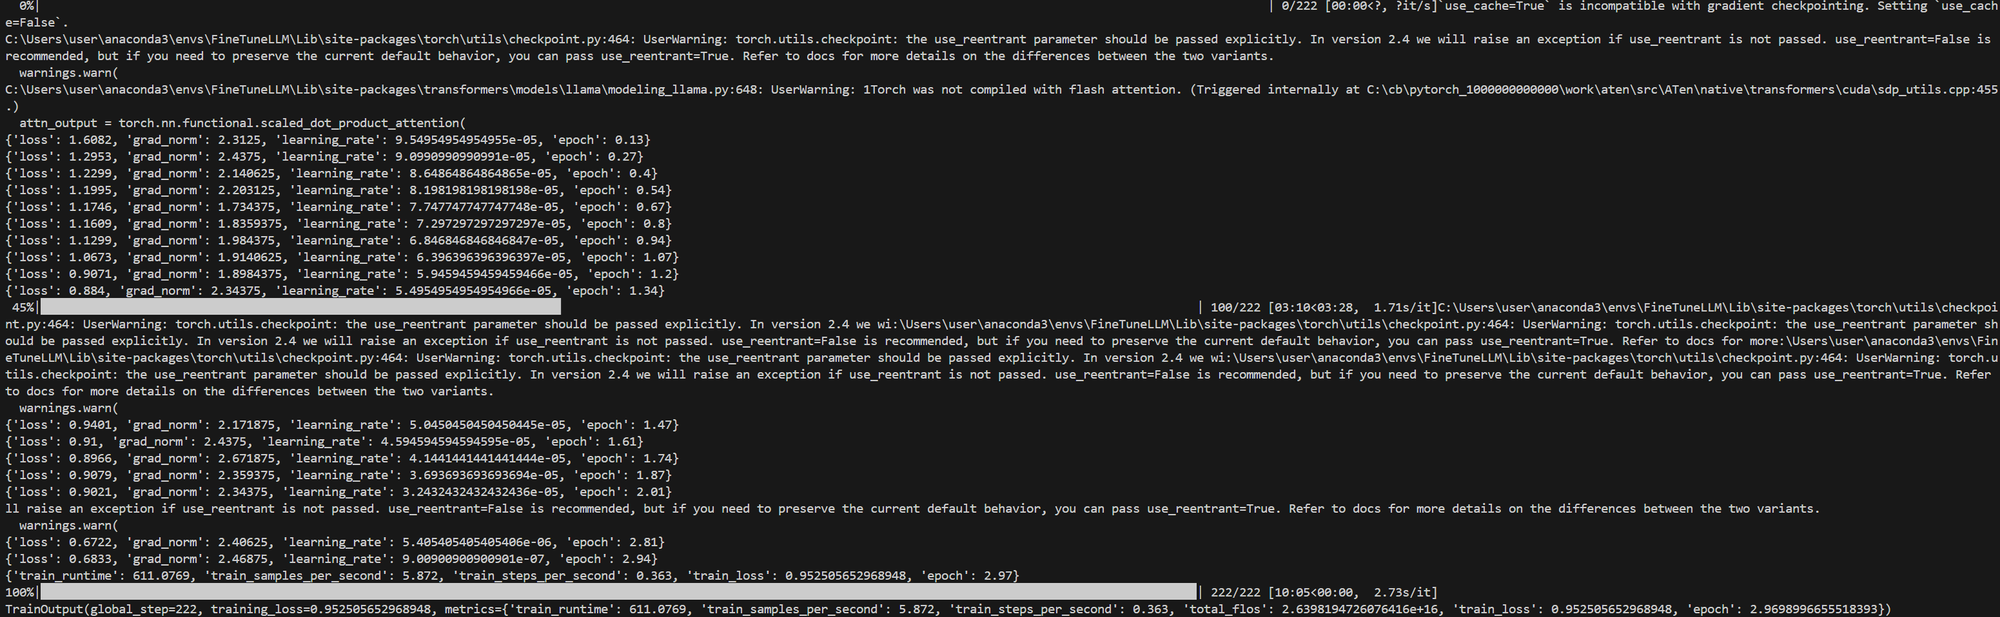 0%| | 0/222 [00:00<?, ?it/s]`use_cache=True` is incompatible with gradient checkpointing. Setting `use_cach
e=False`.
C:\Users\user\anaconda3\envs\FineTuneLLM\Lib\site-packages\torch\utils\checkpoint.py:464: UserWarning: torch.utils.checkpoint: the use_reentrant parameter should be passed explicitly. In version 2.4 we will raise an exception if use_reentrant is not passed. use_reentrant=False is
recommended, but if you need to preserve the current default behavior, you can pass use_reentrant=True. Refer to docs for more details on the differences between the two variants.
warnings.warn(
C:\Users\user\anaconda3\envs\FineTuneLLM\Lib\site-packages\transformers\models\llama\modeling_llama.py:648: UserWarning: 1Torch was not compiled with flash attention. (Triggered internally at C:\cb\pytorch_1000000000000\work\aten\src\ATen\native\transformers\cuda\sdp_utils.cpp:455
.)
attn_output = torch.nn.functional.scaled_dot_product_attention(
{'loss': 1.6082, 'grad_norm': 2.3125, 'learning_rate': 9.54954954954955e-05, 'epoch': 0.13}
{'loss': 1.2953, 'grad_norm': 2.4375, 'learning_rate': 9.0990990990991e-05, 'epoch': 0.27}
{'loss': 1.2299, 'grad_norm': 2.140625, 'learning_rate': 8.64864864864865e-05, 'epoch': 0.4}
{'loss': 1.1995, 'grad_norm': 2.203125, 'learning_rate': 8.198198198198198e-05, 'epoch': 0.54}
{'loss': 1.1746, 'grad_norm': 1.734375, 'learning_rate': 7.747747747747748e-05, 'epoch': 0.67}
{'loss': 1.1609, 'grad_norm': 1.8359375, 'learning_rate': 7.297297297297297e-05, 'epoch': 0.8}
{'loss': 1.1299, 'grad_norm': 1.984375, 'learning_rate': 6.846846846846847e-05, 'epoch': 0.94}
{'loss': 1.0673, 'grad_norm': 1.9140625, 'learning_rate': 6.396396396396397e-05, 'epoch': 1.07}
{'loss': 0.9071, 'grad_norm': 1.8984375, 'learning_rate': 5.9459459459459466e-05, 'epoch': 1.2}
{'loss': 0.884, 'grad_norm': 2.34375, 'learning_rate': 5.4954954954954966e-05, 'epoch': 1.34}
45%| | 100/222 [03:10<03:28, 1.71s/it]C:\Users\user\anaconda3\envs\FineTuneLLM\Lib\site-packages\torch\utils\checkpoi
nt.py:464: UserWarning: torch.utils.checkpoint: the use_reentrant parameter should be passed explicitly. In version 2.4 we wi:\Users\user\anaconda3\envs\FineTuneLLM\Lib\site-packages\torch\utils\checkpoint.py:464: UserWarning: torch.utils.checkpoint: the use_reentrant parameter sh
ould be passed explicitly. In version 2.4 we will raise an exception if use_reentrant is not passed. use_reentrant=False is recommended, but if you need to preserve the current default behavior, you can pass use_reentrant=True. Refer to docs for more:\Users\user\anaconda3\envs\Fin
eTuneLLM\Lib\site-packages\torch\utils\checkpoint.py:464: UserWarning: torch.utils.checkpoint: the use_reentrant parameter should be passed explicitly. In version 2.4 we wi:\Users\user\anaconda3\envs\FineTuneLLM\Lib\site-packages\torch\utils\checkpoint.py:464: UserWarning: torch.u
tils.checkpoint: the use_reentrant parameter should be passed explicitly. In version 2.4 we will raise an exception if use_reentrant is not passed. use_reentrant=False is recommended, but if you need to preserve the current default behavior, you can pass use_reentrant=True. Refer
to docs for more details on the differences between the two variants.
warnings.warn(
{'loss': 0.9401, 'grad_norm': 2.171875, 'learning_rate': 5.0450450450450445e-05, 'epoch': 1.47}
{'loss': 0.91, 'grad_norm': 2.4375, 'learning_rate': 4.594594594594595e-05, 'epoch': 1.61}
{'loss': 0.8966, 'grad_norm': 2.671875, 'learning_rate': 4.1441441441441444e-05, 'epoch': 1.74}
{'loss': 0.9079, 'grad_norm': 2.359375, 'learning_rate': 3.693693693693694e-05, 'epoch': 1.87}
{'loss': 0.9021, 'grad_norm': 2.34375, 'learning_rate': 3.2432432432432436e-05, 'epoch': 2.01}
ll raise an exception if use_reentrant is not passed. use_reentrant=False is recommended, but if you need to preserve the current default behavior, you can pass use_reentrant=True. Refer to docs for more details on the differences between the two variants.
warnings.warn(
{'loss': 0.6722, 'grad_norm': 2.40625, 'learning_rate': 5.405405405405406e-06, 'epoch': 2.81}
{'loss': 0.6833, 'grad_norm': 2.46875, 'learning_rate': 9.00900900900901e-07, 'epoch': 2.94}
{'train_runtime': 611.0769, 'train_samples_per_second': 5.872, 'train_steps_per_second': 0.363, 'train_loss': 0.952505652968948, 'epoch': 2.97}
100%| | 222/222 [10:05<00:00, 2.73s/it]
TrainOutput(global_step=222, training_loss=0.952505652968948, metrics={'train_runtime': 611.0769, 'train_samples_per_second': 5.872, 'train_steps_per_second': 0.363, 'total_flos': 2.6398194726076416e+16, 'train_loss': 0.952505652968948, 'epoch': 2.9698996655518393})